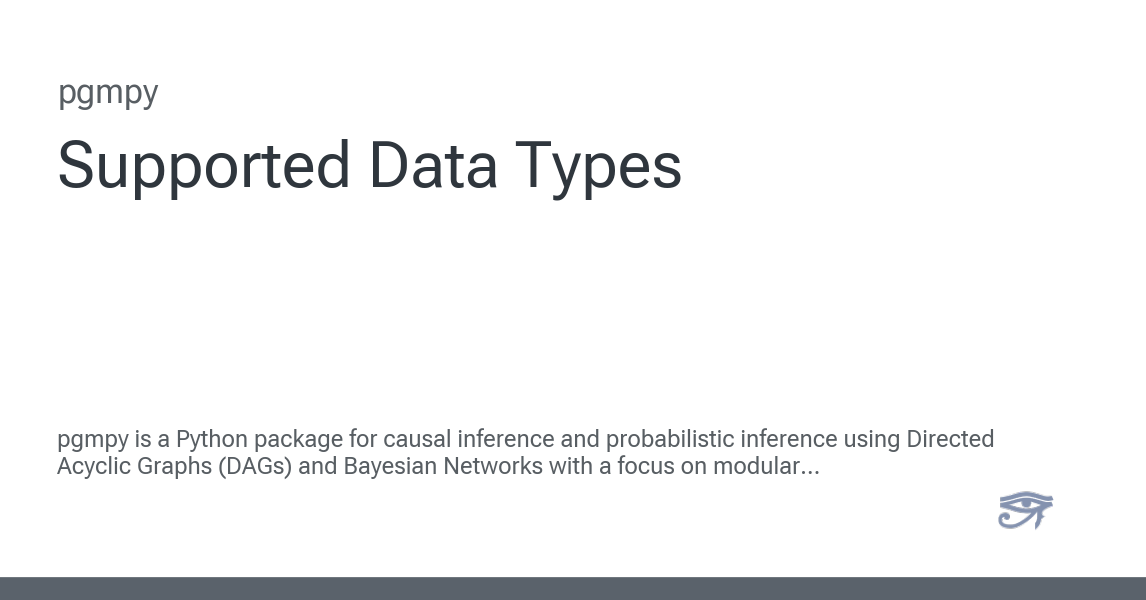 pgmpy
Supported Data Types
pgmpy is a Python package for causal inference and probabilistic inference using Directed
Acyclic Graphs (DAGs) and Bayesian Networks with a focus on modular...